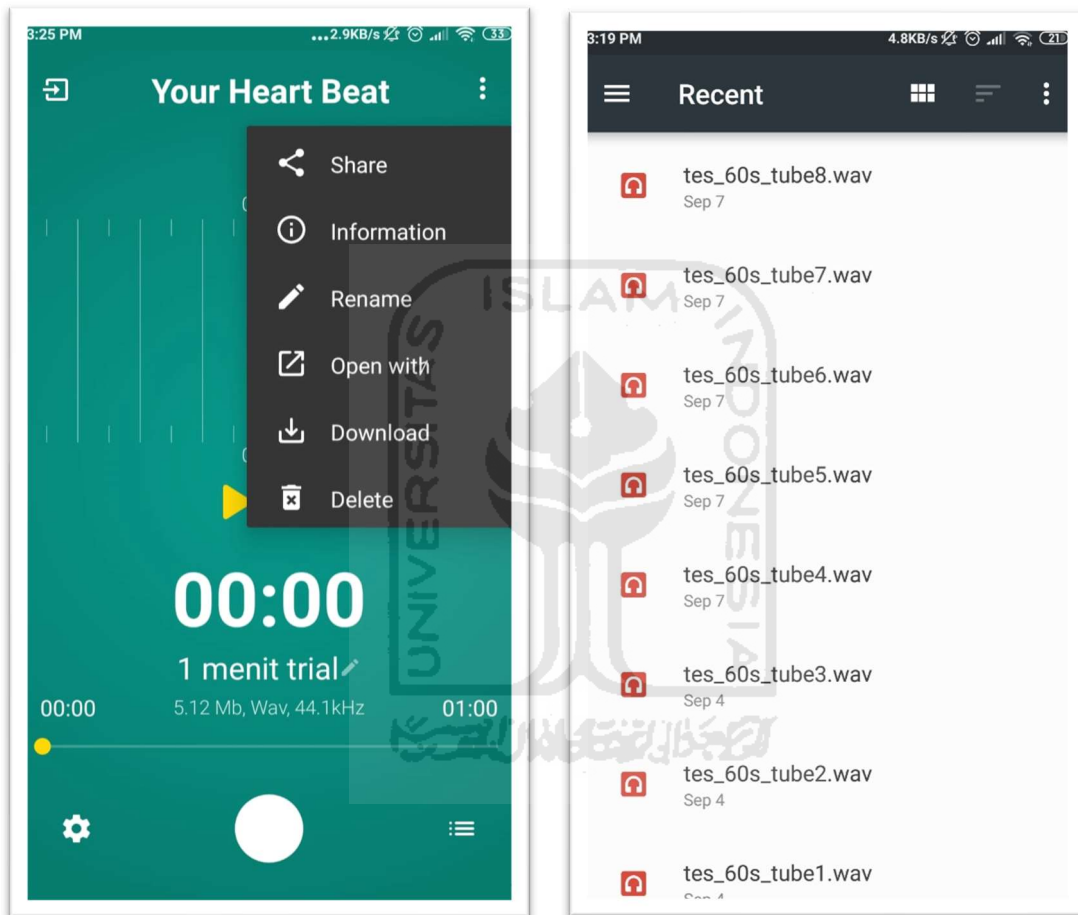 3:25 PM
...2.9KB/s
33
Your Heart Beat
Share
Information
Rename
Open with
Download
Delete
00:00
1 menit trial
00:00
5.12 Mb, Wav, 44.1kHz
01:00
3:19 PM
4.8KB/s
21
Recent
tes_60s_tube8.wav
Sep 7
tes_60s_tube7.wav
Sep 7
tes_60s_tube6.wav
Sep 7
tes_60s_tube5.wav
Sep 7
tes_60s_tube4.wav
Sep 7
tes_60s_tube3.wav
Sep 4
tes_60s_tube2.wav
Sep 4
tes_60s_tube1.wav
Sep 4
UNIVERSITAS
ISLAM
INDONESIA